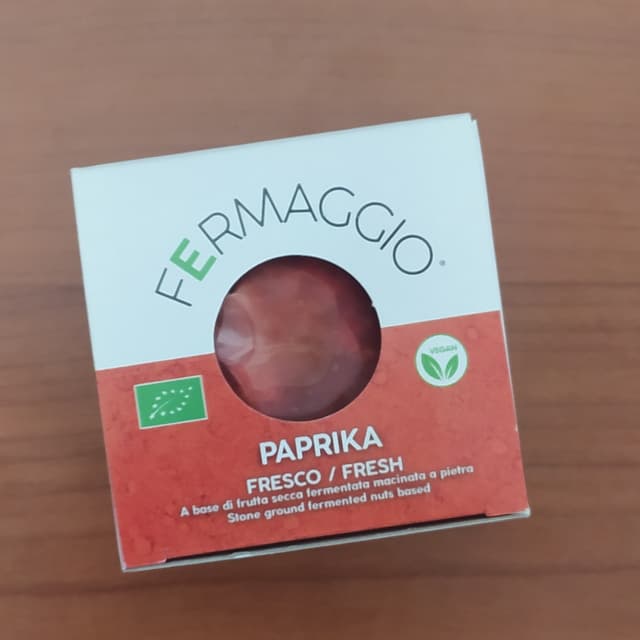 FERMAGGIO®
VEGAN
PAPRIKA
FRESCO / FRESH
A base di frutta secca fermentata macinata a pietra
Stone ground fermented nuts based